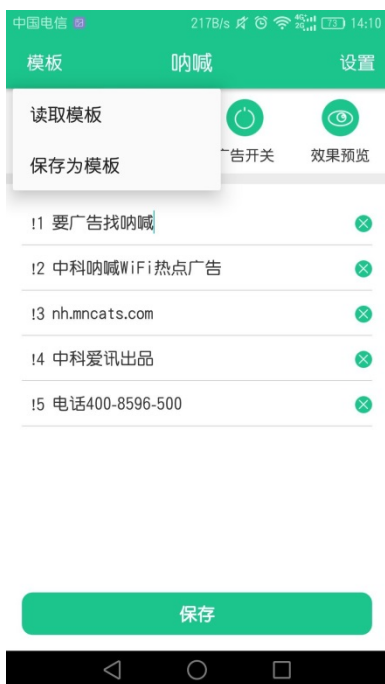 中国电信 217B/s 4G 2G 73 14:10
模板 呐喊 设置
读取模板
保存为模板
广告开关 效果预览
!1 要广告找呐喊
!2 中科呐喊WiFi热点广告
!3 nh.mncats.com
!4 中科爱讯出品
!5 电话400-8596-500
保存